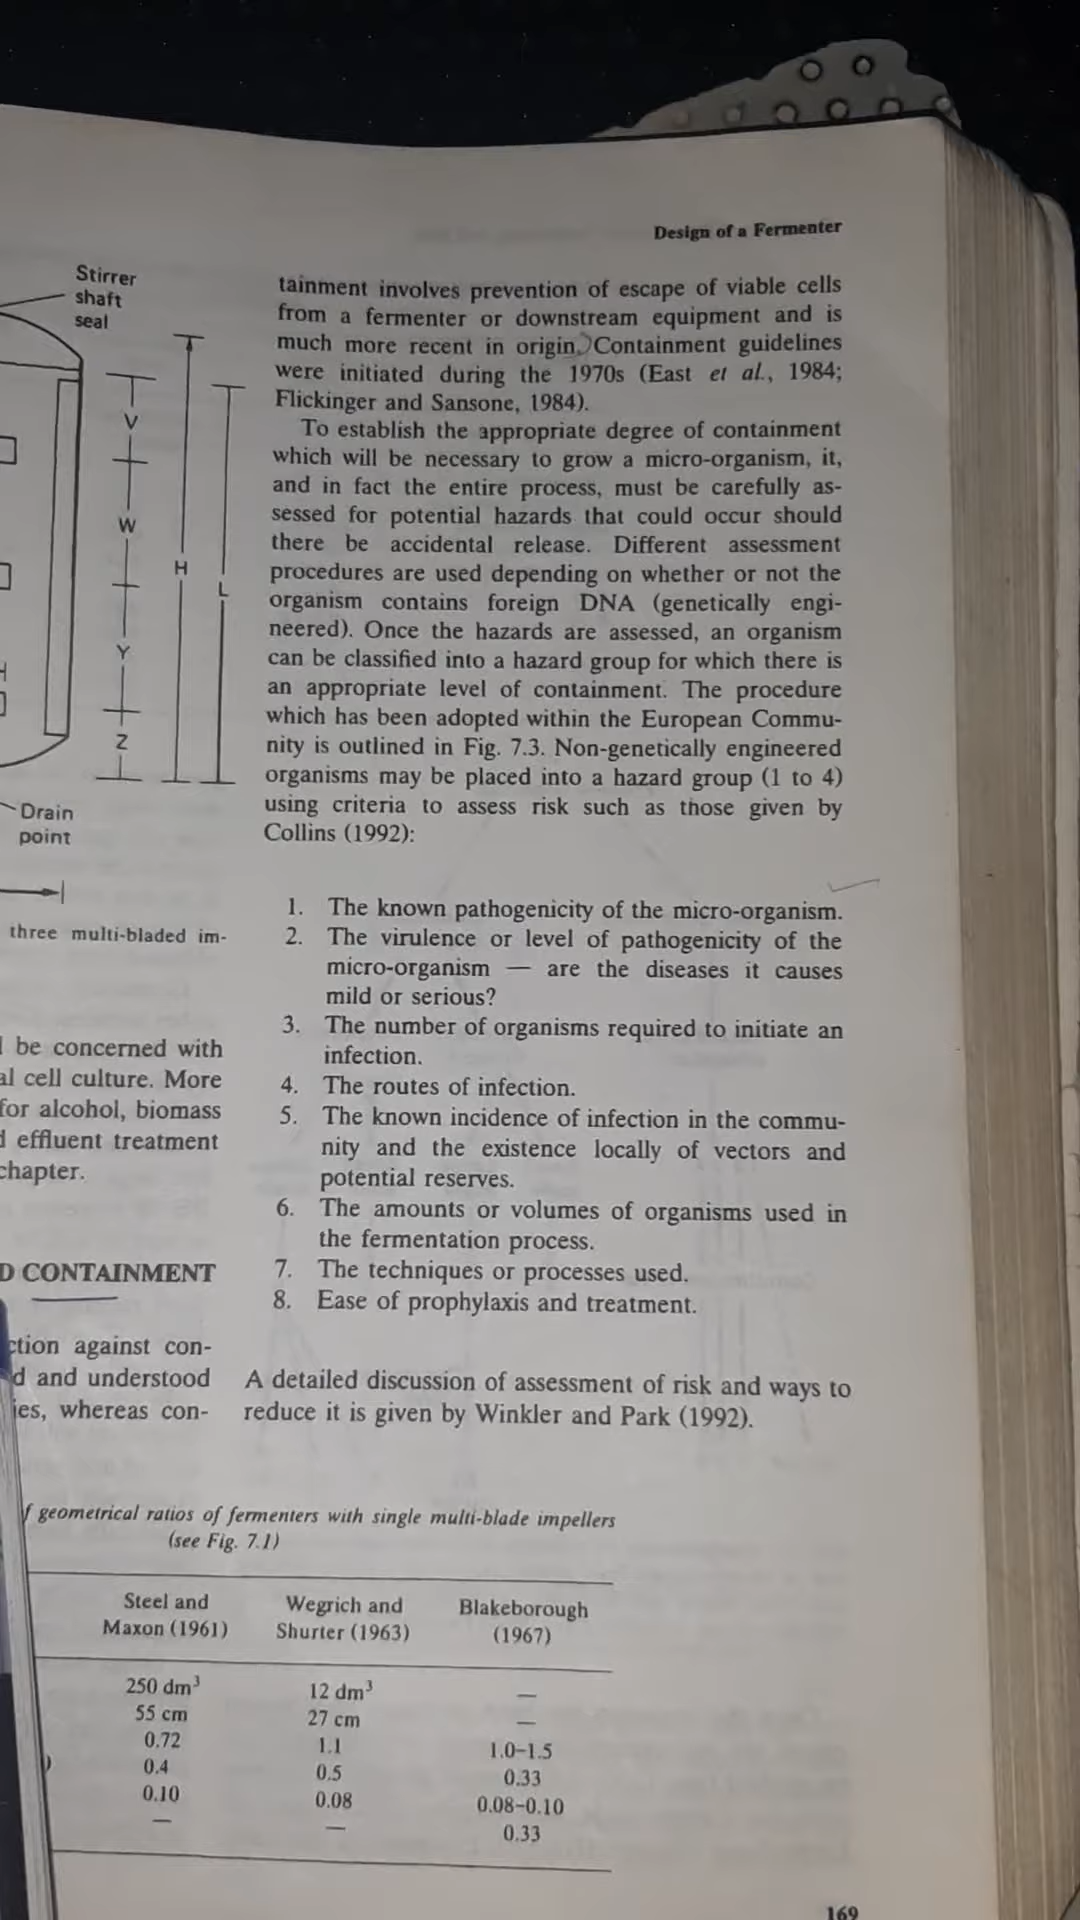 Design of a Fermenter
Stirrer
shaft
seal
V
W
H
L
Y
Z
Drain
point
three multi-bladed im-
be concerned with
cell culture. More
for alcohol, biomass
effluent treatment
chapter.
CONTAINMENT
against con-
and understood
whereas con-
tainment involves prevention of escape of viable cells
from a fermenter or downstream equipment and is
much more recent in origin. Containment guidelines
were initiated during the 1970s (East et al., 1984;
Flickinger and Sansone, 1984).
To establish the appropriate degree of containment
which will be necessary to grow a micro-organism, it,
and in fact the entire process, must be carefully as-
sessed for potential hazards that could occur should
there be accidental release. Different assessment
procedures are used depending on whether or not the
organism contains foreign DNA (genetically engi-
neered). Once the hazards are assessed, an organism
can be classified into a hazard group for which there is
an appropriate level of containment. The procedure
which has been adopted within the European Commu-
nity is outlined in Fig. 7.3. Non-genetically engineered
organisms may be placed into a hazard group (1 to 4)
using criteria to assess risk such as those given by
Collins (1992):
1. The known pathogenicity of the micro-organism.
2. The virulence or level of pathogenicity of the
micro-organism — are the diseases it causes
mild or serious?
3. The number of organisms required to initiate an
infection.
4. The routes of infection.
5. The known incidence of infection in the commu-
nity and the existence locally of vectors and
potential reserves.
6. The amounts or volumes of organisms used in
the fermentation process.
7. The techniques or processes used.
8. Ease of prophylaxis and treatment.
A detailed discussion of assessment of risk and ways to
reduce it is given by Winkler and Park (1992).
geometrical ratios of fermenters with single multi-blade impellers
(see Fig. 7.1)
Steel and Wegrich and Blakeborough
Maxon (1961) Shurter (1963) (1967)
250 dm³ 12 dm³ —
55 cm 27 cm —
0.72 1.1 1.0–1.5
0.4 0.5 0.33
0.10 0.08 0.08–0.10
— — 0.33
169